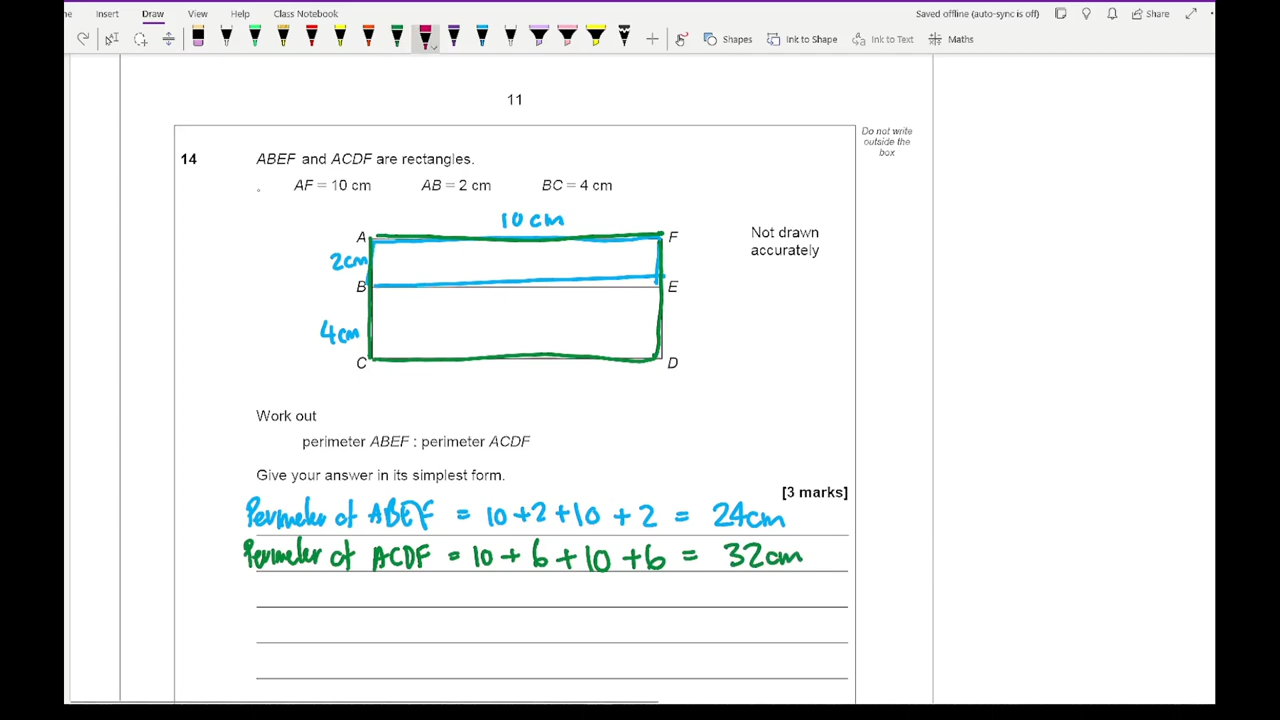 me Insert Draw View Help Class Notebook Saved offline (auto-sync is off) Share
Shapes Ink to Shape Ink to Text Maths
11
Do not write
outside the
box
14 ABEF and ACDF are rectangles.
AF = 10 cm AB = 2 cm BC = 4 cm
10cm
A F
Not drawn
accurately
2cm
B E
4cm
C D
Work out
perimeter ABEF : perimeter ACDF
Give your answer in its simplest form.
[3 marks]
Perimeter of ABEF = 10 +2 +10 + 2 = 24cm
Perimeter of ACDF = 10 + 6 + 10 + 6 = 32cm